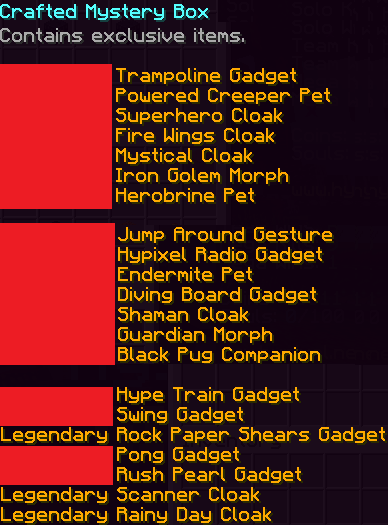 Crafted Mystery Box
Contains exclusive items.
Trampoline Gadget
Powered Creeper Pet
Superhero Cloak
Fire Wings Cloak
Mystical Cloak
Iron Golem Morph
Herobrine Pet
Jump Around Gesture
Hypixel Radio Gadget
Endermite Pet
Diving Board Gadget
Shaman Cloak
Guardian Morph
Black Pug Companion
Hype Train Gadget
Swing Gadget
Legendary Rock Paper Shears Gadget
Pong Gadget
Rush Pearl Gadget
Legendary Scanner Cloak
Legendary Rainy Day Cloak